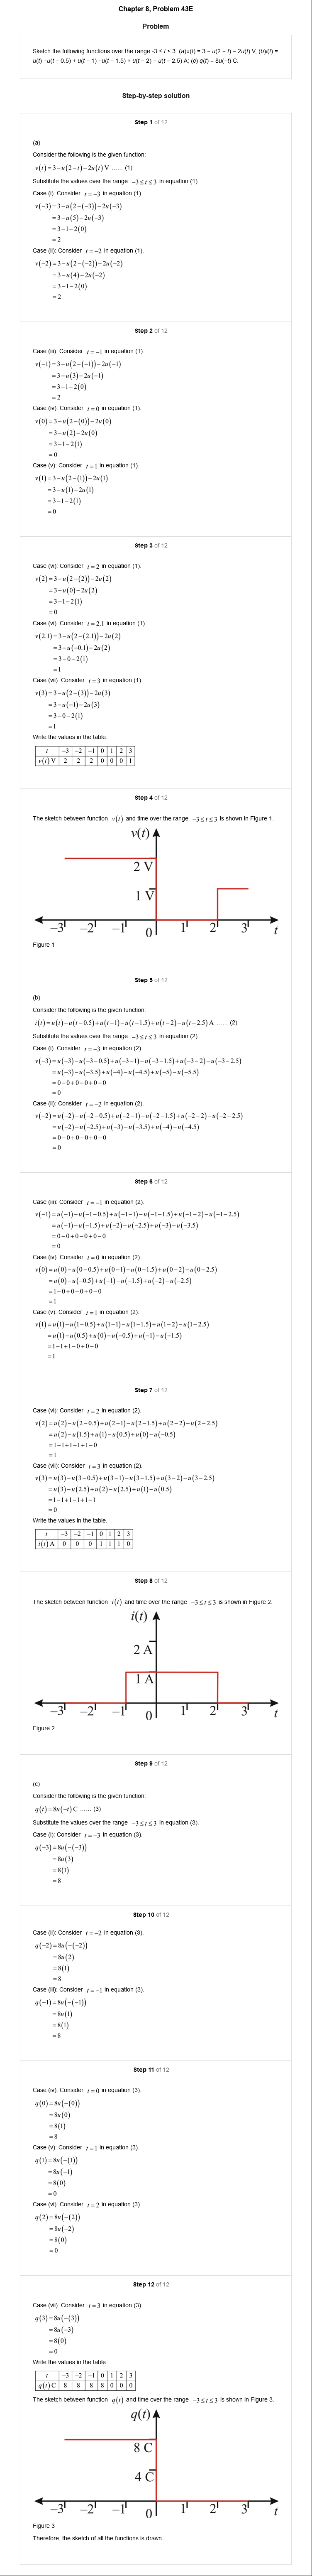 Chapter 8, Problem 43E
Problem
Sketch the following functions over the range -3 ≤ t ≤ 3: (a)υ(t) = 3 − u(2 − t) − 2u(t) V; (b)i(t) =
u(t) −u(t − 0.5) + u(t − 1) −u(t − 1.5) + u(t − 2) − u(t − 2.5) A; (c) q(t) = 8u(−t) C.
Step-by-step solution
Step 1 of 12
(a)
Consider the following is the given function:
v(t)=3−u(2−t)−2u(t) V ...... (1)
Substitute the values over the range −3≤t≤3 in equation (1).
Case (i): Consider t=−3 in equation (1).
v(−3)=3−u(2−(−3))−2u(−3)
=3−u(5)−2u(−3)
=3−1−2(0)
=2
Case (ii): Consider t=−2 in equation (1).
v(−2)=3−u(2−(−2))−2u(−2)
=3−u(4)−2u(−2)
=3−1−2(0)
=2
Step 2 of 12
Case (iii): Consider t=−1 in equation (1).
v(−1)=3−u(2−(−1))−2u(−1)
=3−u(3)−2u(−1)
=3−1−2(0)
=2
Case (iv): Consider t=0 in equation (1).
v(0)=3−u(2−(0))−2u(0)
=3−u(2)−2u(0)
=3−1−2(1)
=0
Case (v): Consider t=1 in equation (1).
v(1)=3−u(2−(1))−2u(1)
=3−u(1)−2u(1)
=3−1−2(1)
=0
Step 3 of 12
Case (vi): Consider t=2 in equation (1).
v(2)=3−u(2−(2))−2u(2)
=3−u(0)−2u(2)
=3−1−2(1)
=0
Case (vi): Consider t=2.1 in equation (1).
v(2.1)=3−u(2−(2.1))−2u(2)
=3−u(−0.1)−2u(2)
=3−0−2(1)
=1
Case (vii): Consider t=3 in equation (1).
v(3)=3−u(2−(3))−2u(3)
=3−u(−1)−2u(3)
=3−0−2(1)
=1
Write the values in the table.
t −3 −2 −1 0 1 2 3
v(t) V 2 2 2 0 0 0 1
Step 4 of 12
The sketch between function v(t) and time over the range −3≤t≤3 is shown in Figure 1.
v(t)
2 V
1 V
−3 −2 −1 0 1 2 3 t
Figure 1
Step 5 of 12
(b)
Consider the following is the given function:
i(t)=u(t)−u(t−0.5)+u(t−1)−u(t−1.5)+u(t−2)−u(t−2.5) A ...... (2)
Substitute the values over the range −3≤t≤3 in equation (2).
Case (i): Consider t=−3 in equation (2).
v(−3)=u(−3)−u(−3−0.5)+u(−3−1)−u(−3−1.5)+u(−3−2)−u(−3−2.5)
=u(−3)−u(−3.5)+u(−4)−u(−4.5)+u(−5)−u(−5.5)
=0−0+0−0+0−0
=0
Case (ii): Consider t=−2 in equation (2).
v(−2)=u(−2)−u(−2−0.5)+u(−2−1)−u(−2−1.5)+u(−2−2)−u(−2−2.5)
=u(−2)−u(−2.5)+u(−3)−u(−3.5)+u(−4)−u(−4.5)
=0−0+0−0+0−0
=0
Step 6 of 12
Case (iii): Consider t=−1 in equation (2).
v(−1)=u(−1)−u(−1−0.5)+u(−1−1)−u(−1−1.5)+u(−1−2)−u(−1−2.5)
=u(−1)−u(−1.5)+u(−2)−u(−2.5)+u(−3)−u(−3.5)
=0−0+0−0+0−0
=0
Case (iv): Consider t=0 in equation (2).
v(0)=u(0)−u(0−0.5)+u(0−1)−u(0−1.5)+u(0−2)−u(0−2.5)
=u(0)−u(−0.5)+u(−1)−u(−1.5)+u(−2)−u(−2.5)
=1−0+0−0+0−0
=1
Case (v): Consider t=1 in equation (2).
v(1)=u(1)−u(1−0.5)+u(1−1)−u(1−1.5)+u(1−2)−u(1−2.5)
=u(1)−u(0.5)+u(0)−u(−0.5)+u(−1)−u(−1.5)
=1−1+1−0+0−0
=1
Step 7 of 12
Case (vi): Consider t=2 in equation (2).
v(2)=u(2)−u(2−0.5)+u(2−1)−u(2−1.5)+u(2−2)−u(2−2.5)
=u(2)−u(1.5)+u(1)−u(0.5)+u(0)−u(−0.5)
=1−1+1−1+1−0
=1
Case (vii): Consider t=3 in equation (2).
v(3)=u(3)−u(3−0.5)+u(3−1)−u(3−1.5)+u(3−2)−u(3−2.5)
=u(3)−u(2.5)+u(2)−u(2.5)+u(1)−u(0.5)
=1−1+1−1+1−1
=0
Write the values in the table.
t −3 −2 −1 0 1 2 3
i(t) A 0 0 0 1 1 1 0
Step 8 of 12
The sketch between function i(t) and time over the range −3≤t≤3 is shown in Figure 2.
i(t)
2 A
1 A
−3 −2 −1 0 1 2 3 t
Figure 2
Step 9 of 12
(c)
Consider the following is the given function:
q(t)=8u(−t) C ...... (3)
Substitute the values over the range −3≤t≤3 in equation (3).
Case (i): Consider t=−3 in equation (3).
q(−3)=8u(−(−3))
=8u(3)
=8(1)
=8
Step 10 of 12
Case (ii): Consider t=−2 in equation (3).
q(−2)=8u(−(−2))
=8u(2)
=8(1)
=8
Case (iii): Consider t=−1 in equation (3).
q(−1)=8u(−(−1))
=8u(1)
=8(1)
=8
Step 11 of 12
Case (iv): Consider t=0 in equation (3).
q(0)=8u(−(0))
=8u(0)
=8(1)
=8
Case (v): Consider t=1 in equation (3).
q(1)=8u(−(1))
=8u(−1)
=8(0)
=0
Case (vi): Consider t=2 in equation (3).
q(2)=8u(−(2))
=8u(−2)
=8(0)
=0
Step 12 of 12
Case (vii): Consider t=3 in equation (3).
q(3)=8u(−(3))
=8u(−3)
=8(0)
=0
Write the values in the table.
t −3 −2 −1 0 1 2 3
q(t) C 8 8 8 8 0 0 0
The sketch between function q(t) and time over the range −3≤t≤3 is shown in Figure 3.
q(t)
8 C
4 C
−3 −2 −1 0 1 2 3 t
Figure 3
Therefore, the sketch of all the functions is drawn.